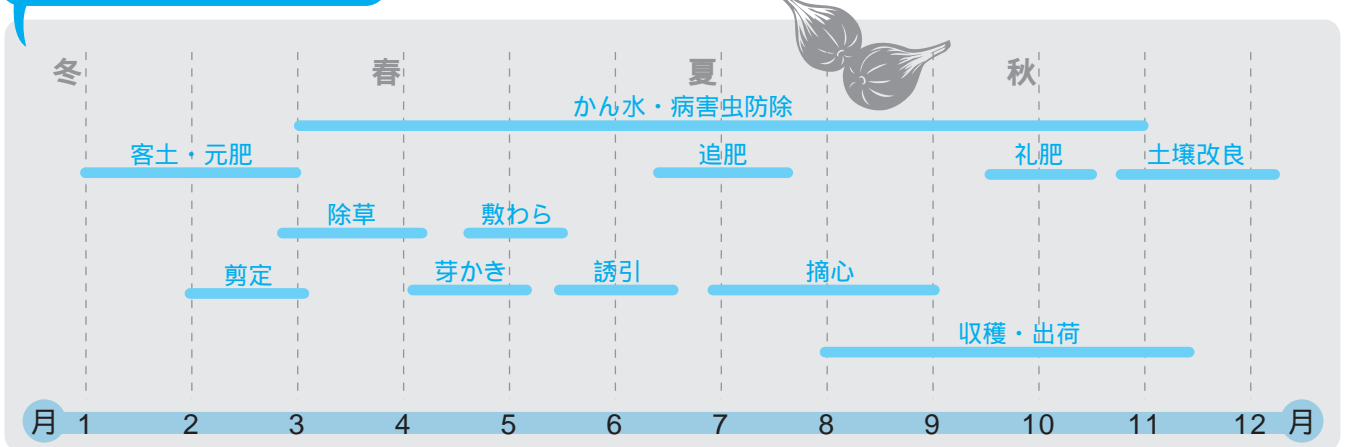 冬 春 夏 秋
かん水・病害虫防除
客土・元肥 追肥 礼肥 土壌改良
除草 敷わら
剪定 芽かき 誘引 摘心
収穫・出荷
月 1 2 3 4 5 6 7 8 9 10 11 12 月